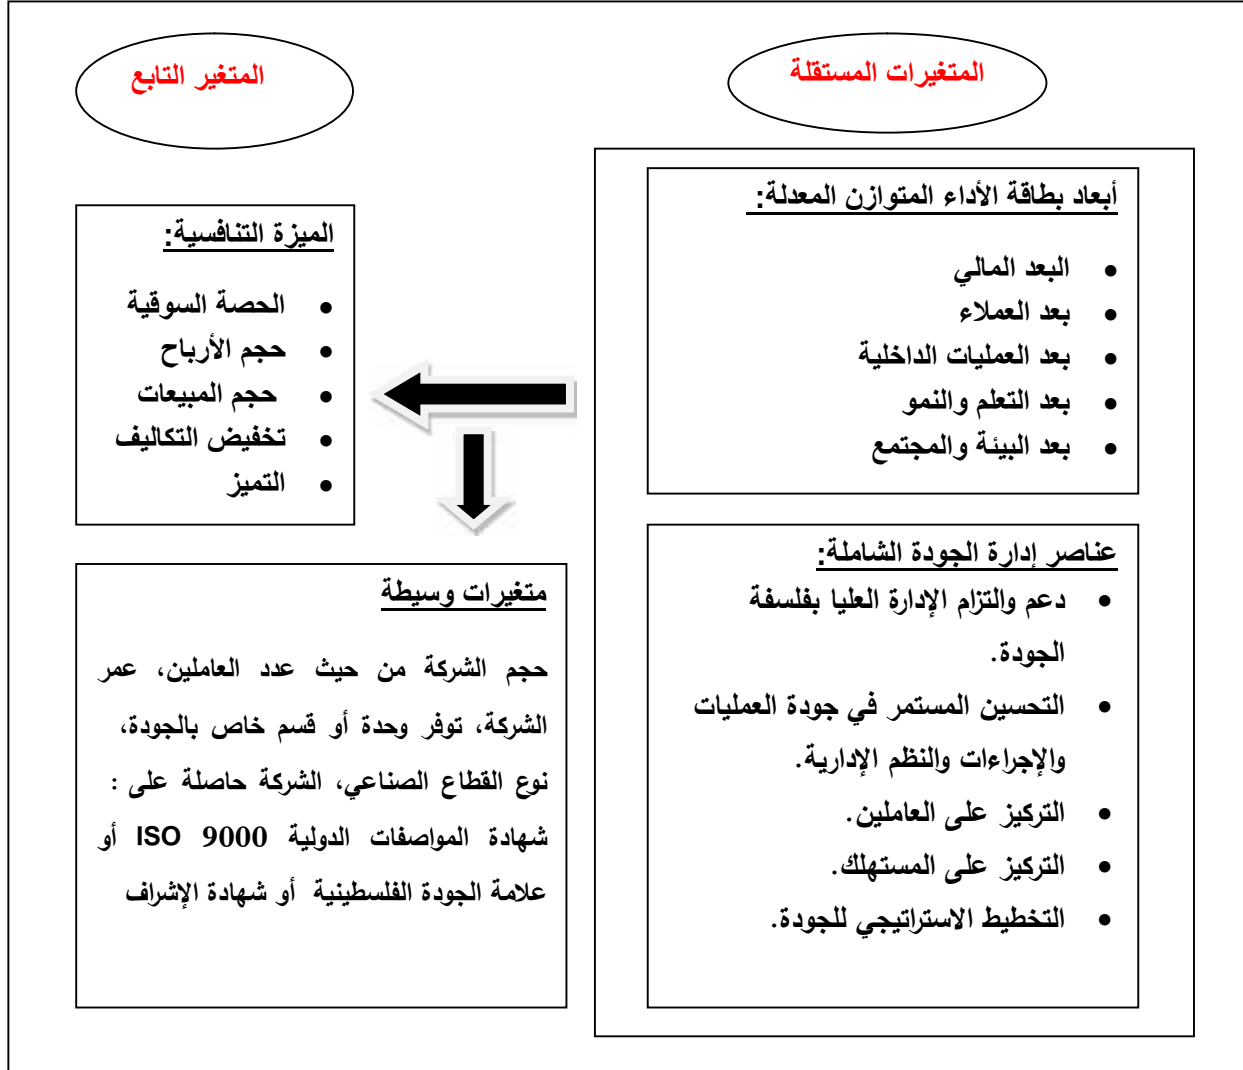 المتغيرات المستقلة
أبعاد بطاقة الأداء المتوازن المعدلة:
• البعد المالي
• بعد العملاء
• بعد العمليات الداخلية
• بعد التعلم والنمو
• بعد البيئة والمجتمع
عناصر إدارة الجودة الشاملة:
• دعم والتزام الإدارة العليا بفلسفة
الجودة.
• التحسين المستمر في جودة العمليات
والإجراءات والنظم الإدارية.
• التركيز على العاملين.
• التركيز على المستهلك.
• التخطيط الاستراتيجي للجودة.
المتغير التابع
الميزة التنافسية:
• الحصة السوقية
• حجم الأرباح
• حجم المبيعات
• تخفيض التكاليف
• التميز
متغيرات وسيطة
حجم الشركة من حيث عدد العاملين، عمر
الشركة، توفر وحدة أو قسم خاص بالجودة،
نوع القطاع الصناعي، الشركة حاصلة على :
شهادة المواصفات الدولية ISO 9000 أو
علامة الجودة الفلسطينية أو شهادة الإشراف